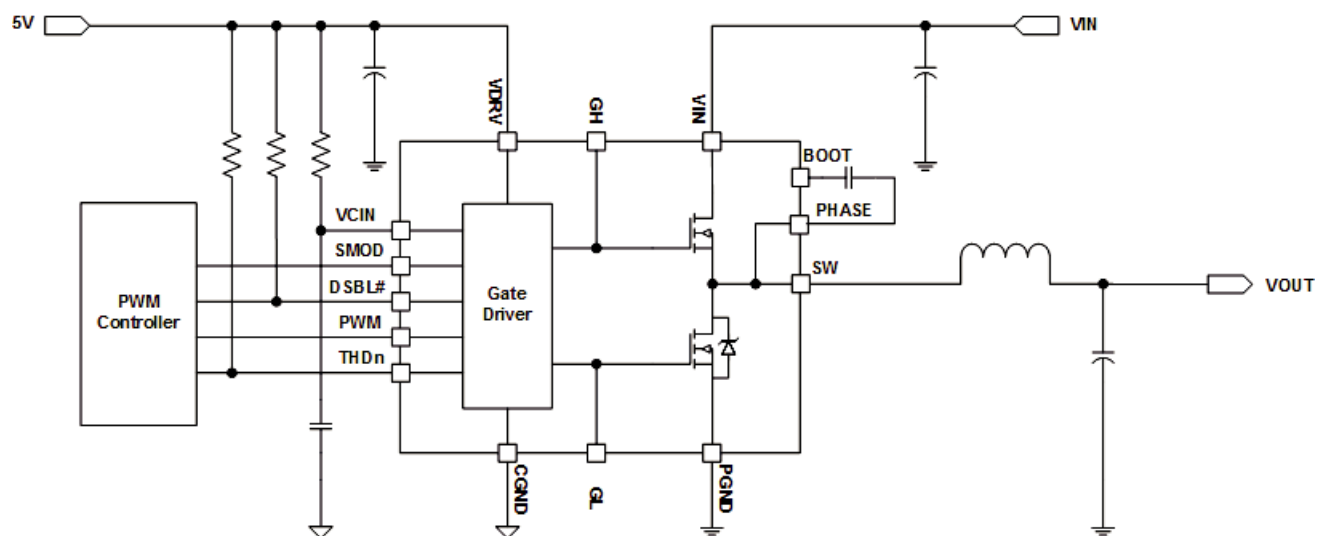 5V
VIN
VDRV
GH
VIN
BOOT
PHASE
VCIN
SMOD
DSBL#
PWM
THDn
PWM
Controller
Gate
Driver
SW
VOUT
CGND
GL
PGND